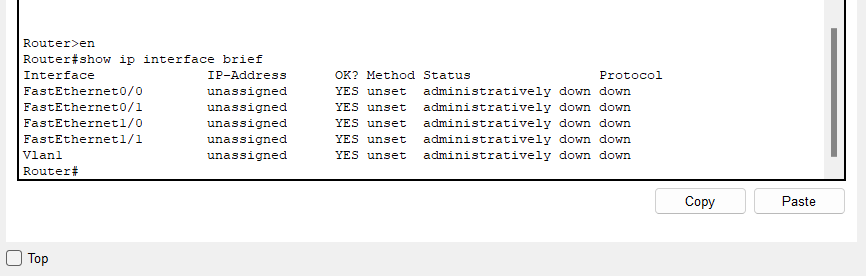 Router>en
Router#show ip interface brief
Interface              IP-Address      OK? Method Status                Protocol
FastEthernet0/0        unassigned      YES unset  administratively down down
FastEthernet0/1        unassigned      YES unset  administratively down down
FastEthernet1/0        unassigned      YES unset  administratively down down
FastEthernet1/1        unassigned      YES unset  administratively down down
Vlan1                  unassigned      YES unset  administratively down down
Router#
Copy Paste
Top